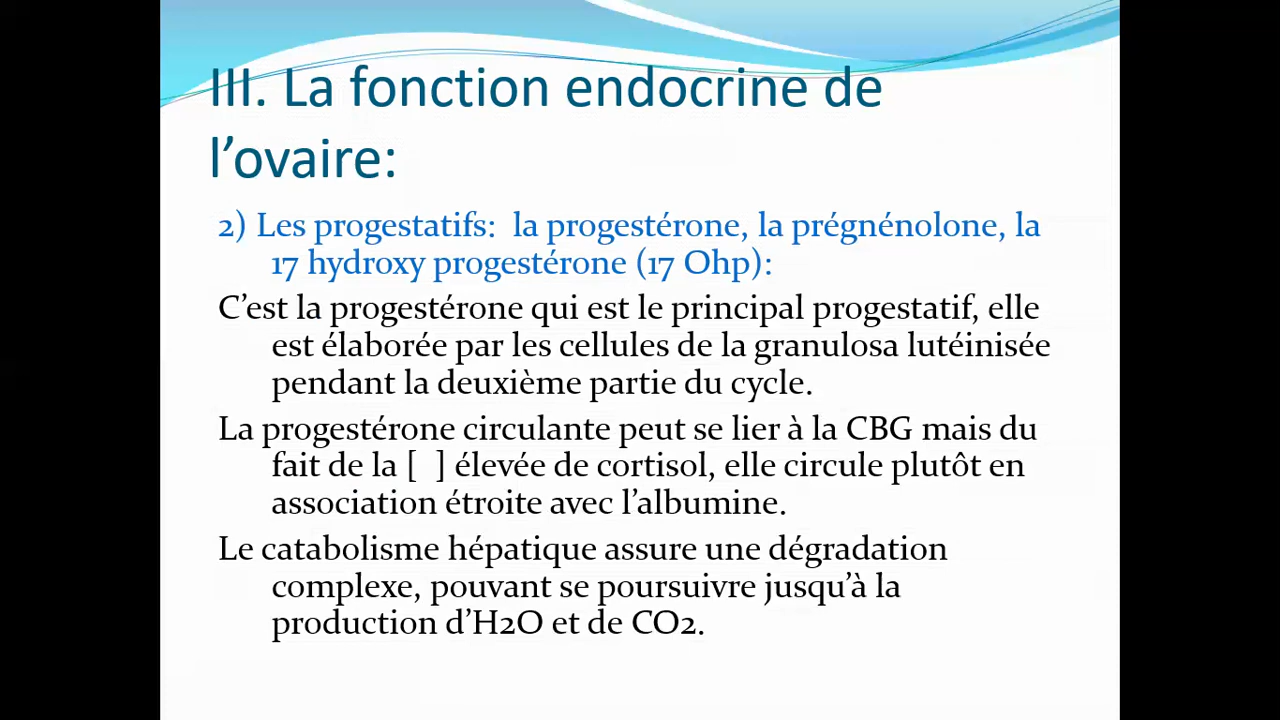 III. La fonction endocrine de
l’ovaire:
2) Les progestatifs:  la progestérone, la prégnénolone, la
17 hydroxy progestérone (17 Ohp):
C’est la progestérone qui est le principal progestatif, elle
est élaborée par les cellules de la granulosa lutéinisée
pendant la deuxième partie du cycle.
La progestérone circulante peut se lier à la CBG mais du
fait de la [  ] élevée de cortisol, elle circule plutôt en
association étroite avec l’albumine.
Le catabolisme hépatique assure une dégradation
complexe, pouvant se poursuivre jusqu’à la
production d’H2O et de CO2.